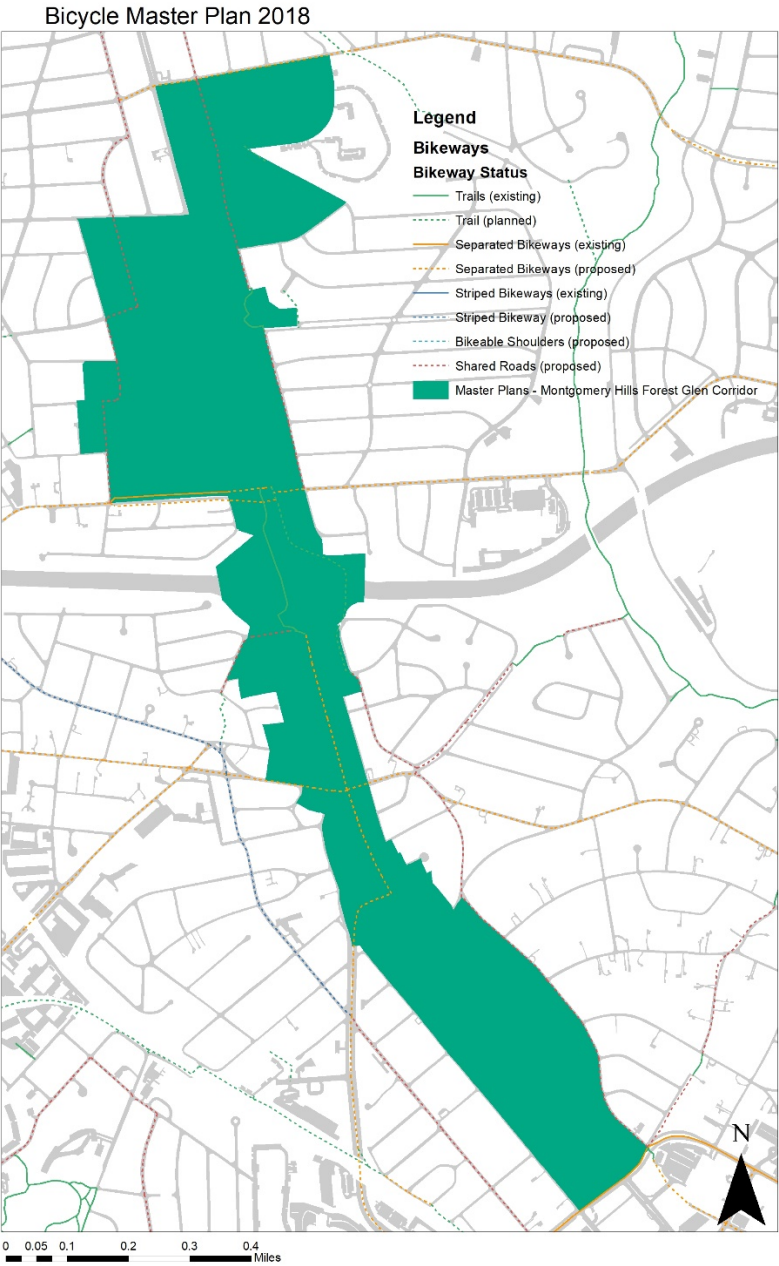 Bicycle Master Plan 2018
Legend
Bikeways
Bikeway Status
Trails (existing)
Trail (planned)
Separated Bikeways (existing)
Separated Bikeways (proposed)
Striped Bikeways (existing)
Striped Bikeway (proposed)
Bikeable Shoulders (proposed)
Shared Roads (proposed)
Master Plans - Montgomery Hills Forest Glen Corridor
N
0 0.05 0.1 0.2 0.3 0.4
Miles